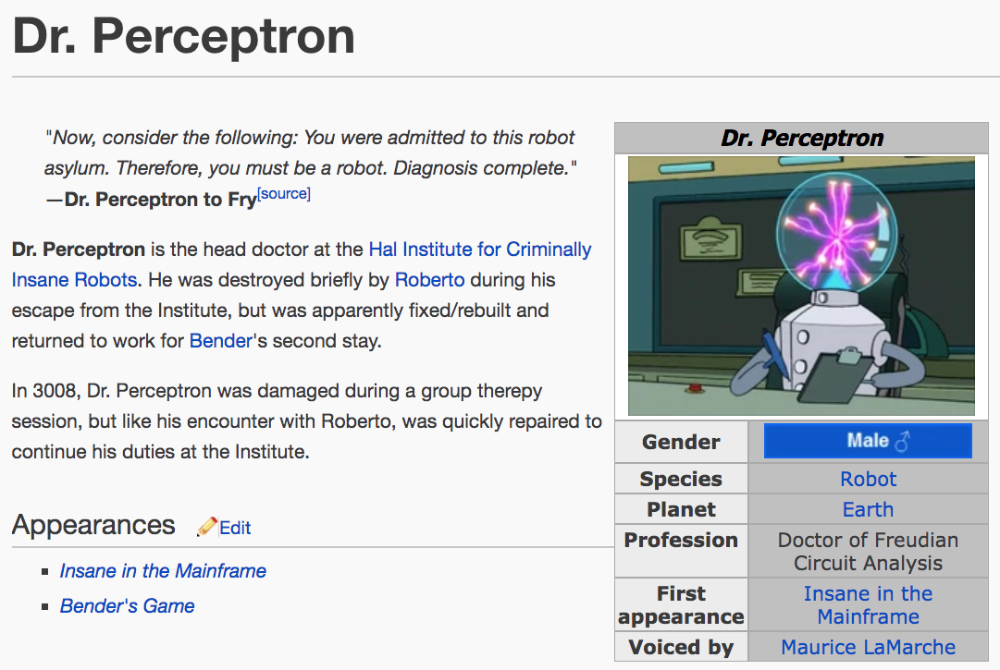 Dr. Perceptron
"Now, consider the following: You were admitted to this robot
asylum. Therefore, you must be a robot. Diagnosis complete."
—Dr. Perceptron to Fry[source]
Dr. Perceptron is the head doctor at the Hal Institute for Criminally
Insane Robots. He was destroyed briefly by Roberto during his
escape from the Institute, but was apparently fixed/rebuilt and
returned to work for Bender's second stay.
In 3008, Dr. Perceptron was damaged during a group therepy
session, but like his encounter with Roberto, was quickly repaired to
continue his duties at the Institute.
Appearances Edit
Insane in the Mainframe
Bender's Game
Dr. Perceptron
Gender Male ♂
Species Robot
Planet Earth
Profession Doctor of Freudian
Circuit Analysis
First Insane in the
appearance Mainframe
Voiced by Maurice LaMarche